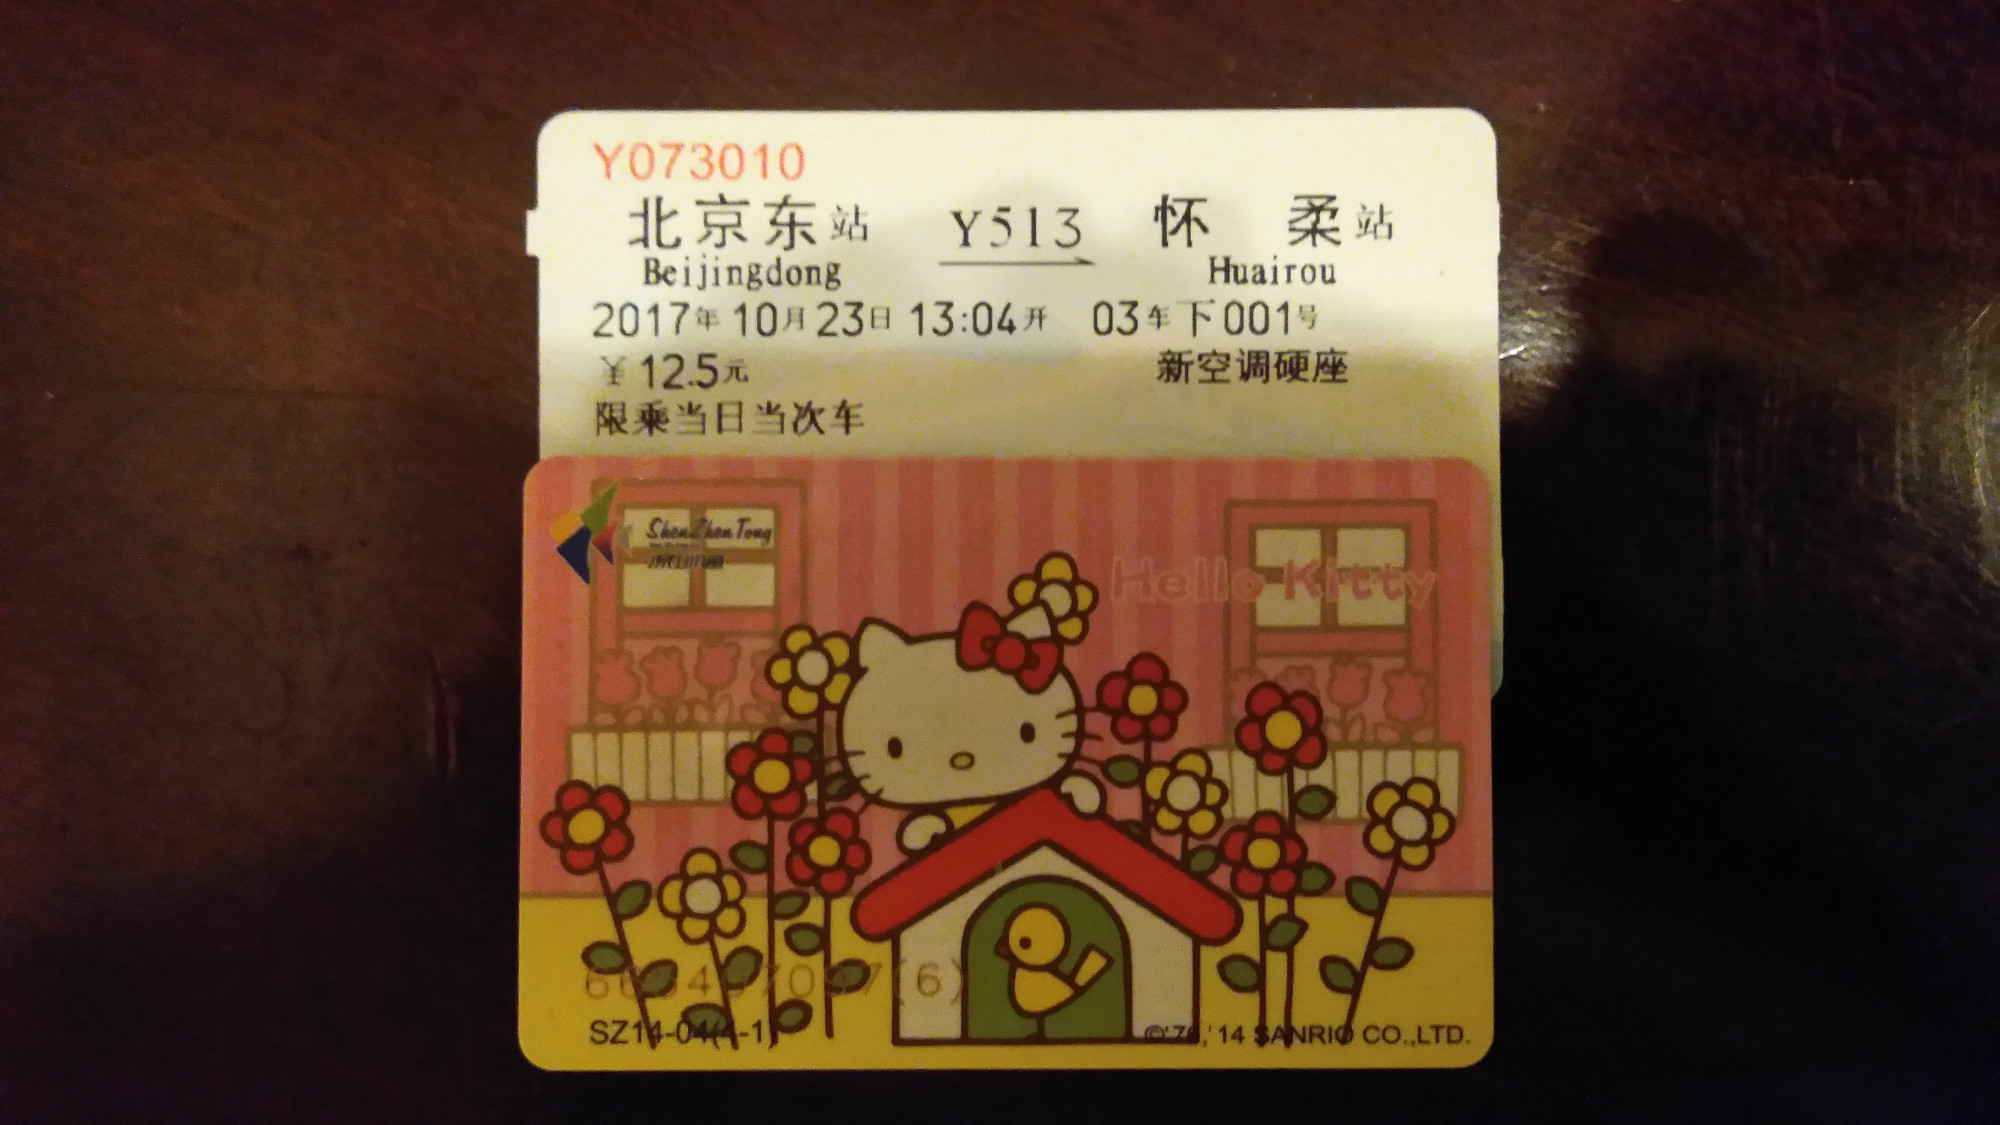 Y073010
北京东站 Y513 怀柔站
Beijingdong Huairou
2017年10月23日 13:04开 03车下001号
￥12.5元 新空调硬座
限乘当日当次车
ShenZhenTong
Hello Kitty
SZ14-04(4-1)
©'76,'14 SANRIO CO.,LTD.